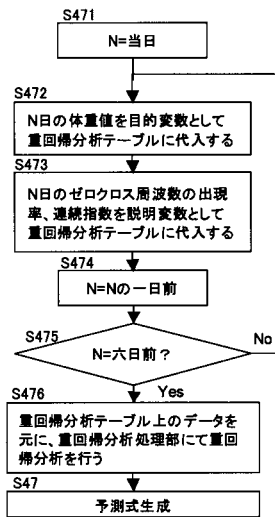 S471
N=当日
S472
N日の体重値を目的変数として
重回帰分析テーブルに代入する
S473
N日のゼロクロス周波数の出現
率、連続指数を説明変数として
重回帰分析テーブルに代入する
S474
N=Nの一日前
S475
N=六日前?
No
Yes
S476
重回帰分析テーブル上のデータを
元に、重回帰分析処理部にて重回
帰分析を行う
S47
予測式生成